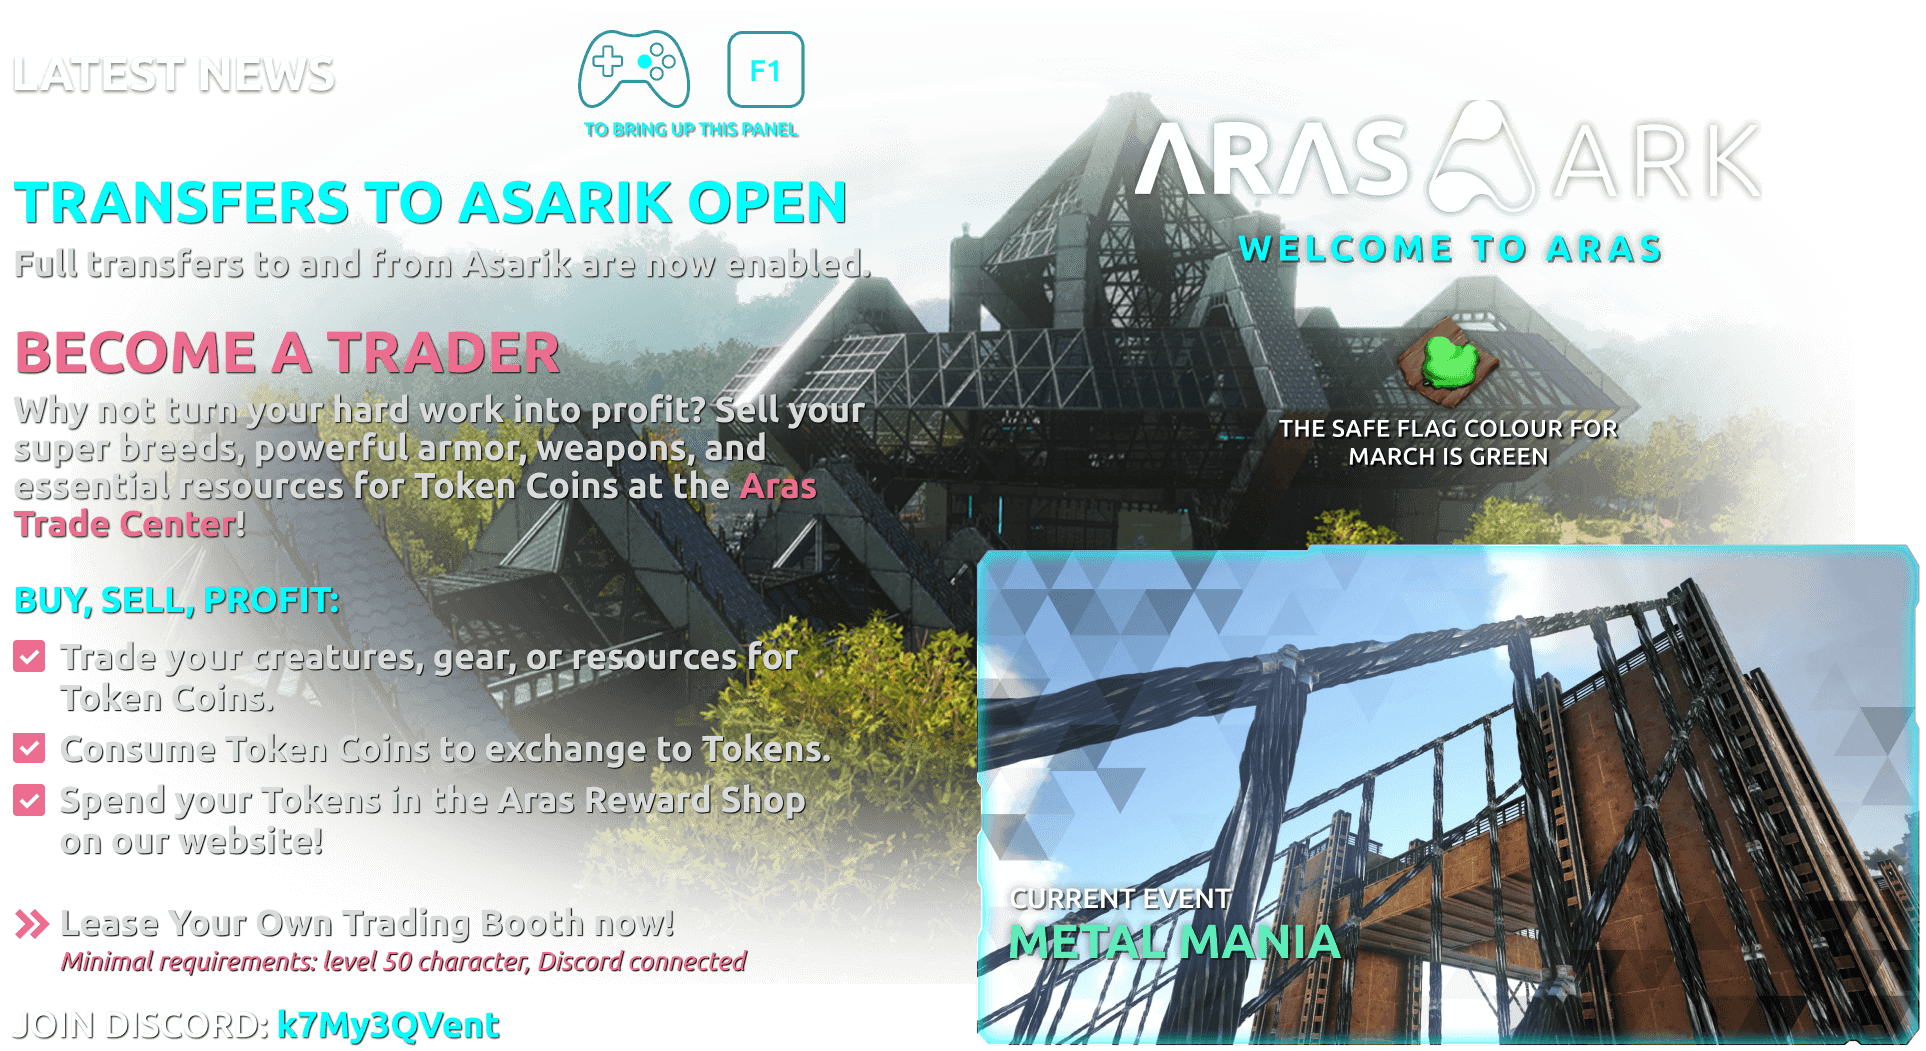 LATEST NEWS
F1
TO BRING UP THIS PANEL
TRANSFERS TO ASARIK OPEN
Full transfers to and from Asarik are now enabled.
BECOME A TRADER
Why not turn your hard work into profit? Sell your
super breeds, powerful armor, weapons, and
essential resources for Token Coins at the Aras
Trade Center!
BUY, SELL, PROFIT:
Trade your creatures, gear, or resources for
Token Coins.
Consume Token Coins to exchange to Tokens.
Spend your Tokens in the Aras Reward Shop
on our website!
Lease Your Own Trading Booth now!
Minimal requirements: level 50 character, Discord connected
JOIN DISCORD: k7My3QVent
ARAS ARK
WELCOME TO ARAS
THE SAFE FLAG COLOUR FOR
MARCH IS GREEN
CURRENT EVENT
METAL MANIA